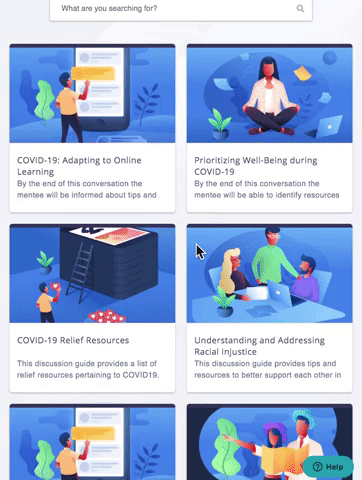 What are you searching for?
COVID-19: Adapting to Online
Learning
By the end of this conversation the
mentee will be informed about tips and
Prioritizing Well-Being during
COVID-19
By the end of this conversation the
mentee will be able to identify resources
COVID-19 Relief Resources
This discussion guide provides a list of
relief resources pertaining to COVID19.
Understanding and Addressing
Racial Injustice
This discussion guide provides tips and
resources to better support each other in
Help